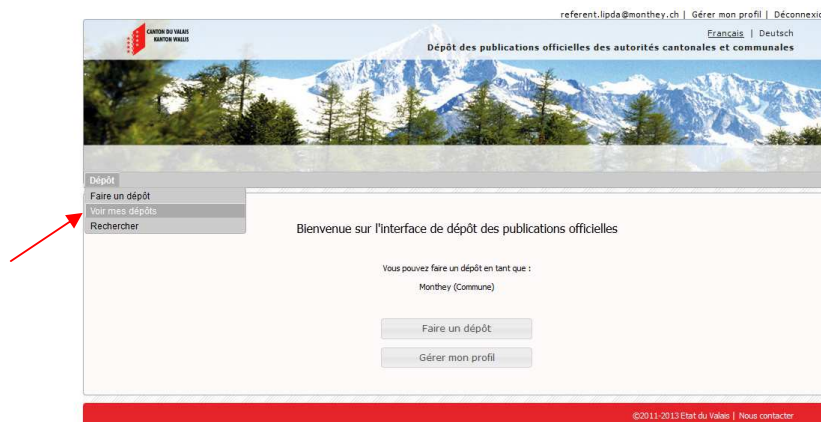 referent.lipda@monthey.ch | Gérer mon profil | Déconnexio
CANTON DU VALAIS
KANTON WALLIS
Français | Deutsch
Dépôt des publications officielles des autorités cantonales et communales
Dépôt
Faire un dépôt
Voir mes dépôts
Rechercher
Bienvenue sur l'interface de dépôt des publications officielles
Vous pouvez faire un dépôt en tant que :
Monthey (Commune)
Faire un dépôt
Gérer mon profil
©2011-2013 Etat du Valais | Nous contacter